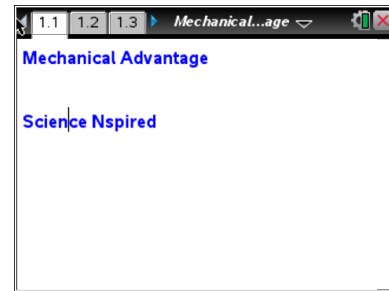 1.1 1.2 1.3 Mechanical...age
Mechanical Advantage
Science Nspired